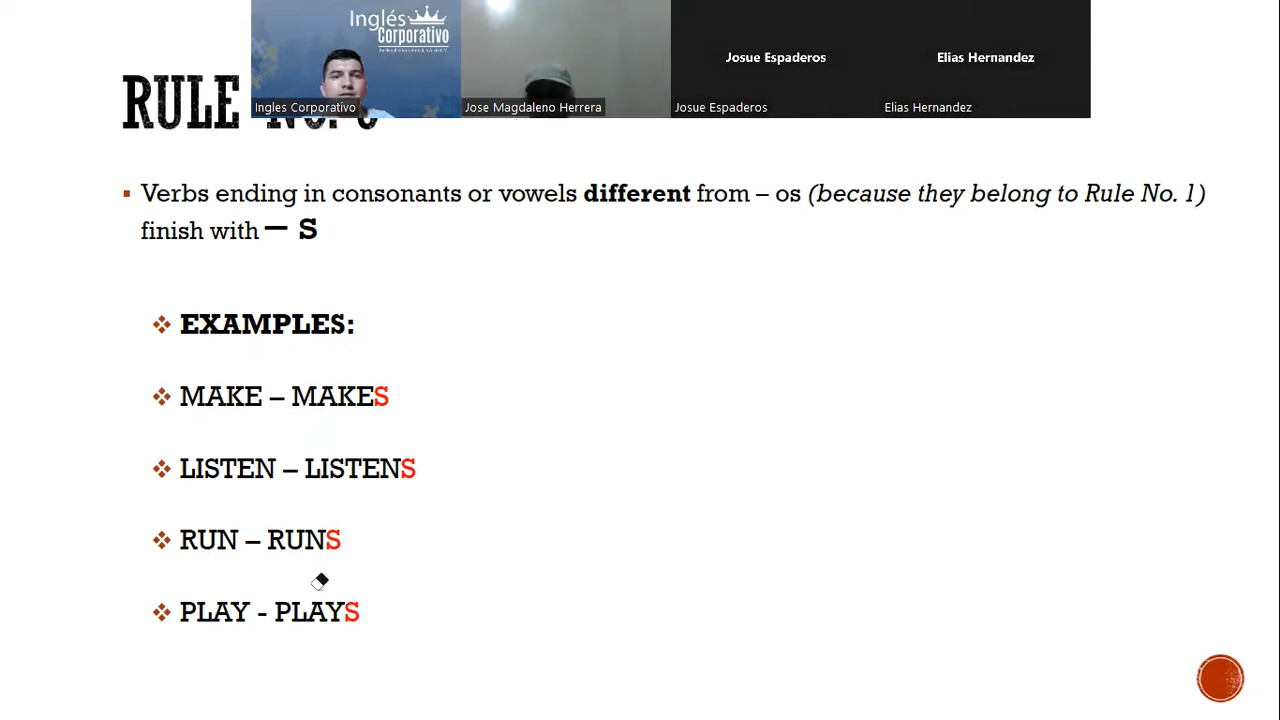 Inglés
Corporativo
Josue Espaderos
Elias Hernandez
Ingles Corporativo
Jose Magdaleno Herrera
Josue Espaderos
Elias Hernandez
RULE
▪ Verbs ending in consonants or vowels different from – os (because they belong to Rule No. 1)
finish with – s
❖ EXAMPLES:
❖ MAKE – MAKES
❖ LISTEN – LISTENS
❖ RUN – RUNS
❖ PLAY - PLAYS